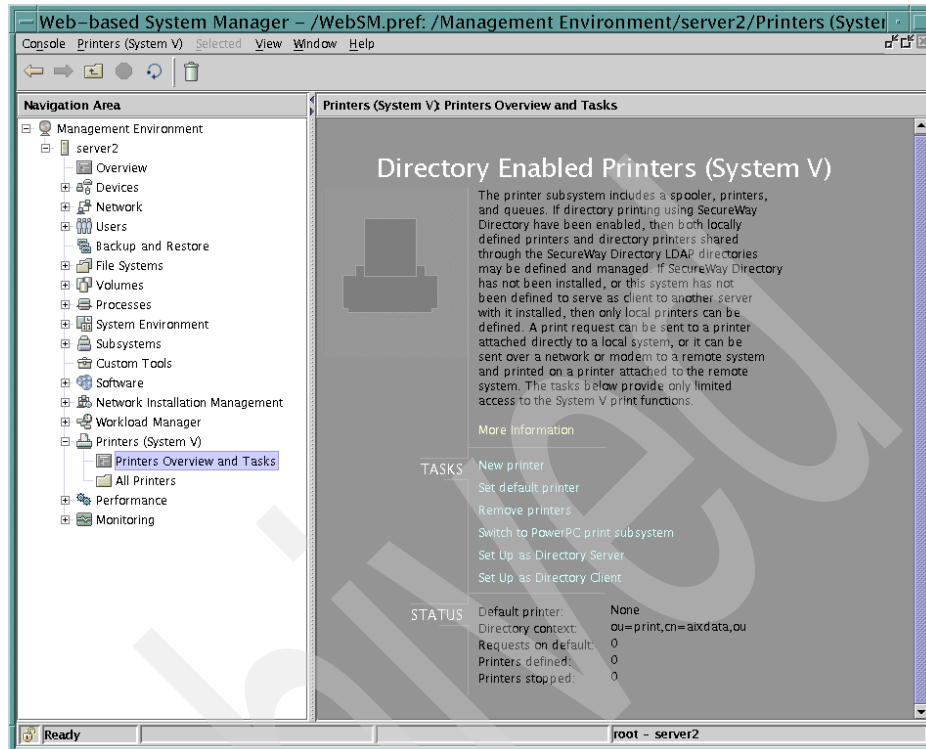 Web-based System Manager - /WebSM.pref: /Management Environment/server2/Printers (System
Console Printers (System V) Selected View Window Help
Navigation Area
Printers (System V): Printers Overview and Tasks
Management Environment
server2
Overview
Devices
Network
Users
Backup and Restore
File Systems
Volumes
Processes
System Environment
Subsystems
Custom Tools
Software
Network Installation Management
Workload Manager
Printers (System V)
Printers Overview and Tasks
All Printers
Performance
Monitoring
Directory Enabled Printers (System V)
The printer subsystem includes a spooler, printers,
and queues. If directory printing using SecureWay
Directory have been enabled, then both locally
defined printers and directory printers shared
through the SecureWay Directory LDAP directories
may be defined and managed. If SecureWay Directory
has not been installed, or this system has not
been defined to serve as client to another server
with it installed, then only local printers can be
defined. A print request can be sent to a printer
attached directly to a local system, or it can be
sent over a network or modem to a remote system
and printed on a printer attached to the remote
system. The tasks below provide only limited
access to the System V print functions.
More Information
TASKS
New printer
Set default printer
Remove printers
Switch to PowerPC print subsystem
Set Up as Directory Server
Set Up as Directory Client
STATUS
Default printer: None
Directory context: ou=print,cn=aixdata,ou
Requests on default: 0
Printers defined: 0
Printers stopped: 0
Ready
root - server2